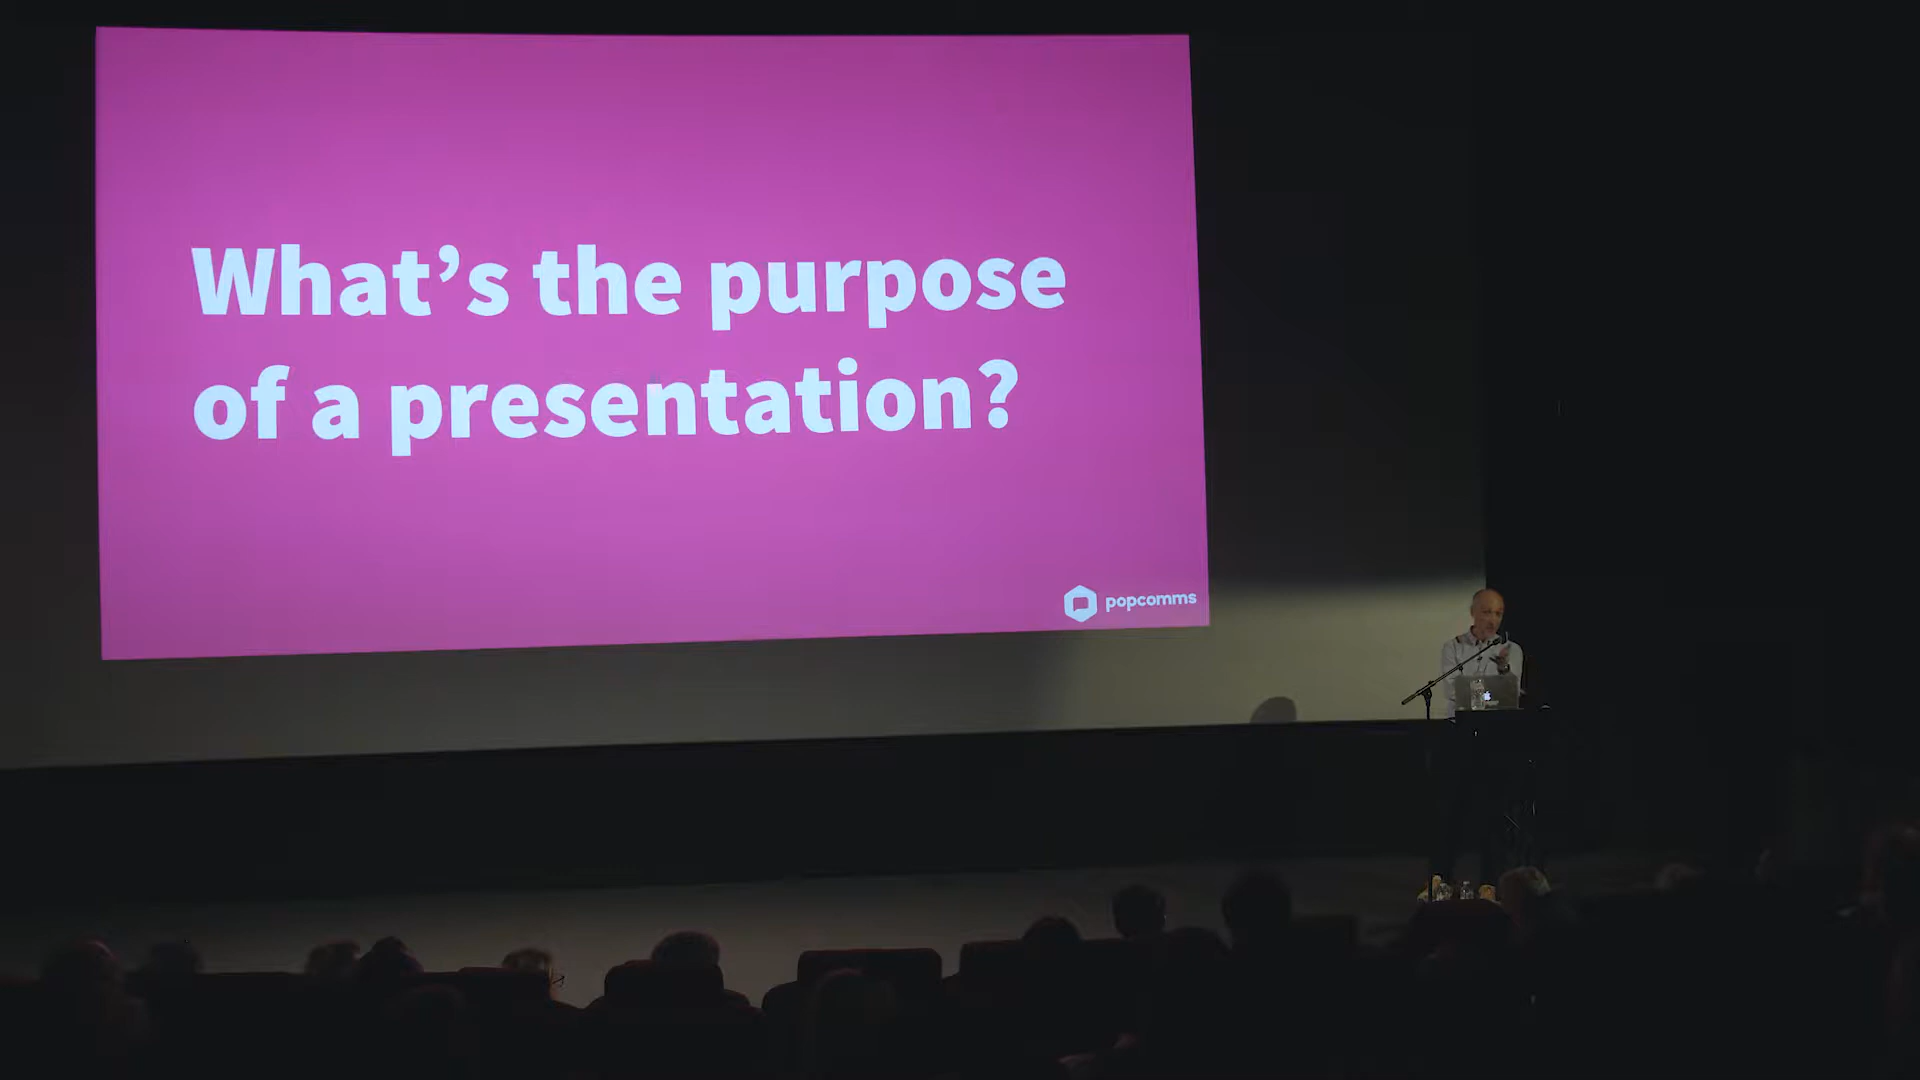 What’s the purpose
of a presentation?
popcomms